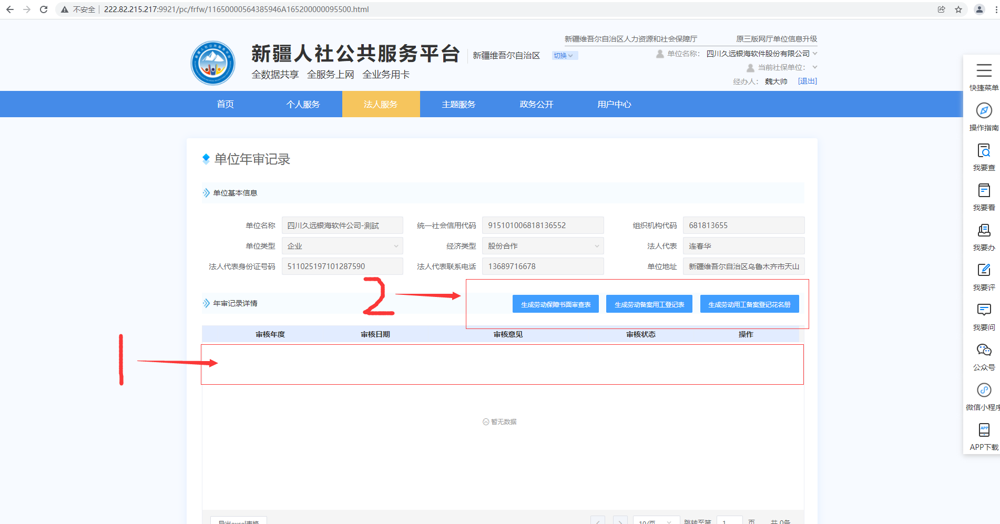 不安全 222.82.215.217:9921/pc/frfw/11650000564385946A165200000095500.html
新疆维吾尔自治区人力资源和社会保障厅 原三版网厅单位信息升级
新疆人社公共服务平台 新疆维吾尔自治区 切换
单位名称： 四川久远银海软件股份有限公司
全数据共享 全服务上网 全业务用卡
当前社保单位：
经办人： 魏大帅 [退出]
首页 个人服务 法人服务 主题服务 政务公开 用户中心
快捷菜单
操作指南
我要查
我要看
我要办
我要评
我要问
公众号
微信小程序
APP
APP下载
单位年审记录
单位基本信息
单位名称 四川久远银海软件公司-测試 统一社会信用代码 915101006818136552 组织机构代码 681813655
单位类型 企业 经济类型 股份合作 法人代表 连春华
法人代表身份证号码 511025197101287590 法人代表联系电话 13689716678 单位地址 新疆维吾尔自治区乌鲁木齐市天山
2
年审记录详情 生成劳动保障书面审查表 生成劳动备案用工登记表 生成劳动用工备案登记花名册
审核年度 审核日期 审核意见 审核状态 操作
1
暂无数据
导出excel表格 10/页 跳转至第 1 页 共 0条